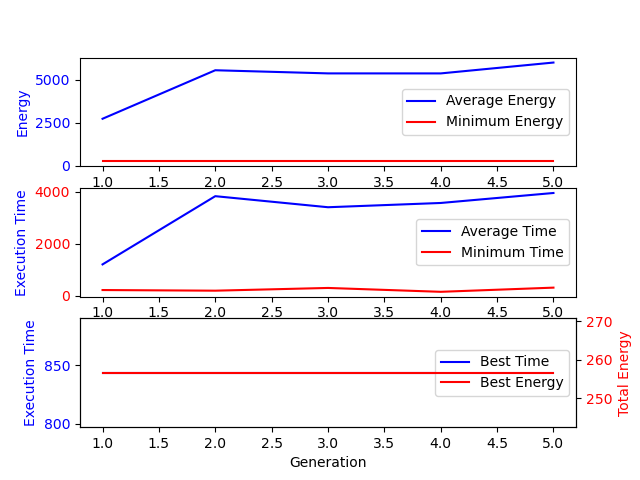 Energy
5000
2500
0
Average Energy
Minimum Energy
1.0 1.5 2.0 2.5 3.0 3.5 4.0 4.5 5.0
Execution Time
4000
2000
0
Average Time
Minimum Time
1.0 1.5 2.0 2.5 3.0 3.5 4.0 4.5 5.0
Execution Time
850
800
Best Time
Best Energy
270
260
250
Total Energy
1.0 1.5 2.0 2.5 3.0 3.5 4.0 4.5 5.0
Generation